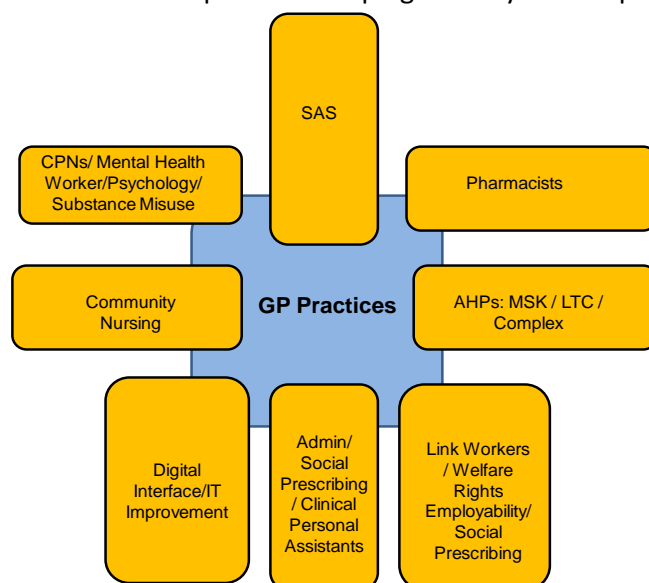 SAS
CPNs/ Mental Health
Worker/Psychology/
Substance Misuse
Pharmacists
Community
Nursing
GP Practices
AHPs: MSK / LTC /
Complex
Digital
Interface/IT
Improvement
Admin/
Social
Prescribing
/ Clinical
Personal
Assistants
Link Workers
/ Welfare
Rights
Employability/
Social
Prescribing